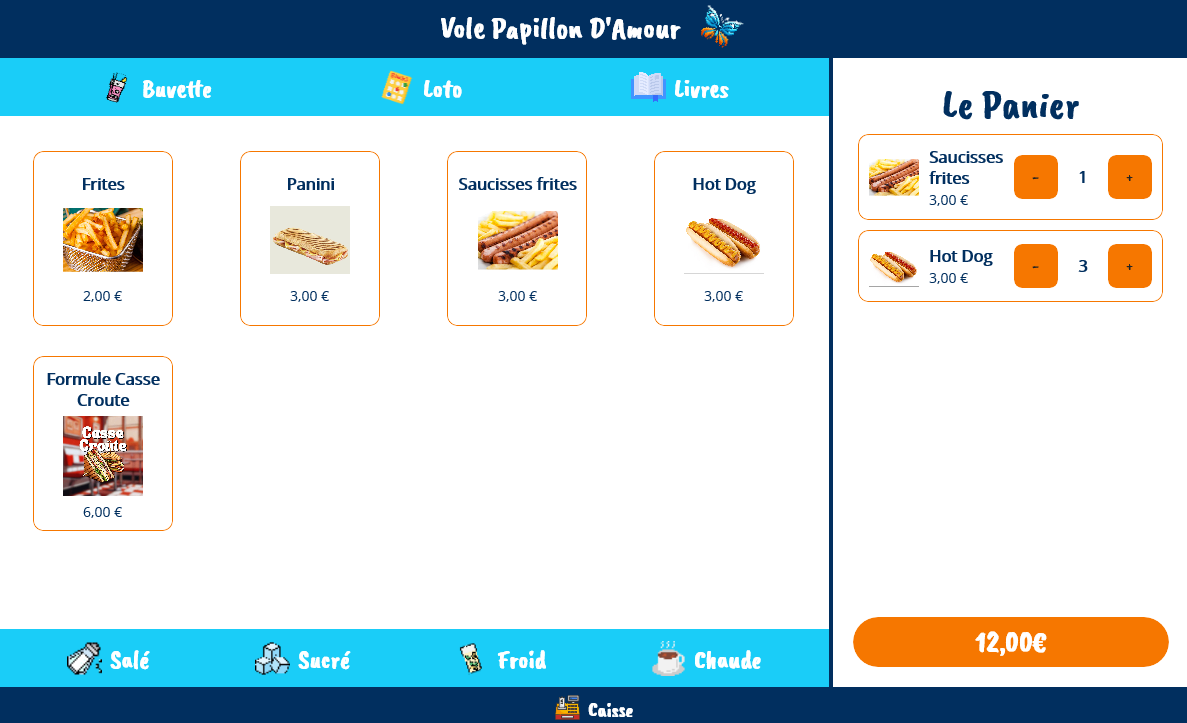 Vole Papillon D'Amour
Buvette
Loto
Livres
Frites
2,00 €
Panini
3,00 €
Saucisses frites
3,00 €
Hot Dog
3,00 €
Formule Casse
Croute
Casse
Croute
6,00 €
Salé
Sucré
Froid
Chaude
Le Panier
Saucisses
frites
3,00 €
-
1
+
Hot Dog
3,00 €
-
3
+
12,00€
Caisse